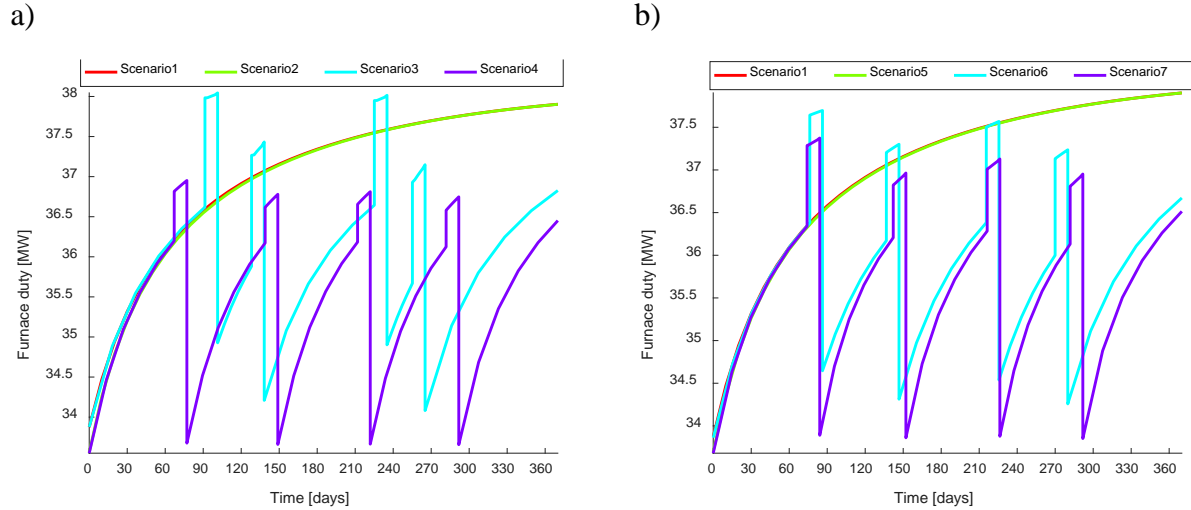 a)
Scenario1 Scenario2 Scenario3 Scenario4
Furnace duty [MW]
38
37.5
37
36.5
36
35.5
35
34.5
34
0 30 60 90 120 150 180 210 240 270 300 330 360
Time [days]
b)
Scenario1 Scenario5 Scenario6 Scenario7
Furnace duty [MW]
37.5
37
36.5
36
35.5
35
34.5
34
0 30 60 90 120 150 180 210 240 270 300 330 360
Time [days]